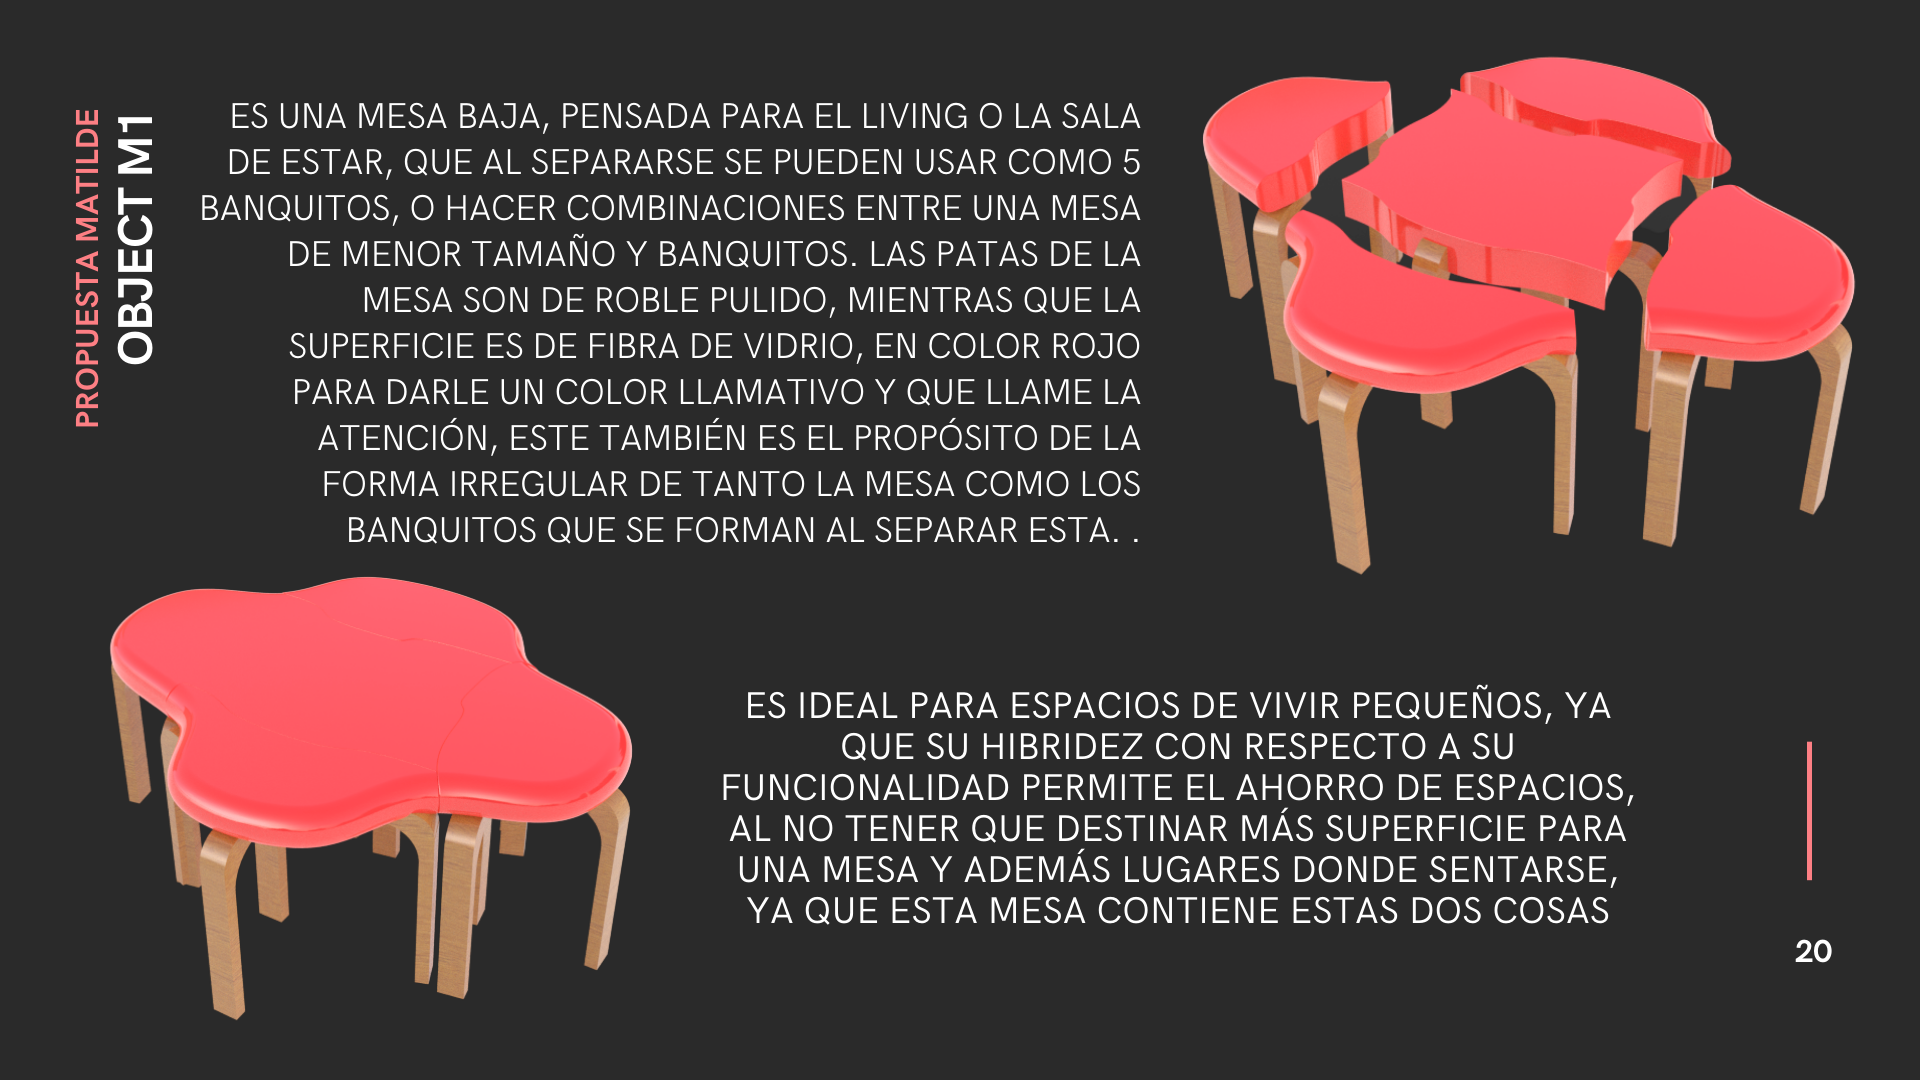 PROPUESTA MATILDE
OBJECT M1
ES UNA MESA BAJA, PENSADA PARA EL LIVING O LA SALA
DE ESTAR, QUE AL SEPARARSE SE PUEDEN USAR COMO 5
BANQUITOS, O HACER COMBINACIONES ENTRE UNA MESA
DE MENOR TAMAÑO Y BANQUITOS. LAS PATAS DE LA
MESA SON DE ROBLE PULIDO, MIENTRAS QUE LA
SUPERFICIE ES DE FIBRA DE VIDRIO, EN COLOR ROJO
PARA DARLE UN COLOR LLAMATIVO Y QUE LLAME LA
ATENCIÓN, ESTE TAMBIÉN ES EL PROPÓSITO DE LA
FORMA IRREGULAR DE TANTO LA MESA COMO LOS
BANQUITOS QUE SE FORMAN AL SEPARAR ESTA. .
ES IDEAL PARA ESPACIOS DE VIVIR PEQUEÑOS, YA
QUE SU HIBRIDEZ CON RESPECTO A SU
FUNCIONALIDAD PERMITE EL AHORRO DE ESPACIOS,
AL NO TENER QUE DESTINAR MÁS SUPERFICIE PARA
UNA MESA Y ADEMÁS LUGARES DONDE SENTARSE,
YA QUE ESTA MESA CONTIENE ESTAS DOS COSAS
20